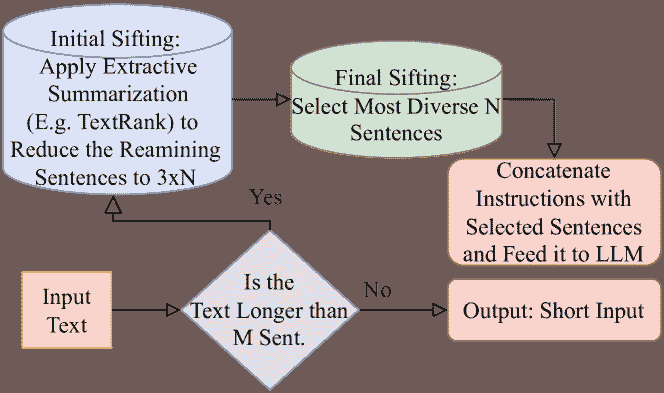 Initial Sifting:
Apply Extractive
Summarization
(E.g. TextRank) to
Reduce the Reamining
Sentences to 3xN
Final Sifting:
Select Most Diverse N
Sentences
Concatenate
Instructions with
Selected Sentences
and Feed it to LLM
Yes
Input
Text
Is the
Text Longer than
M Sent.
No
Output: Short Input